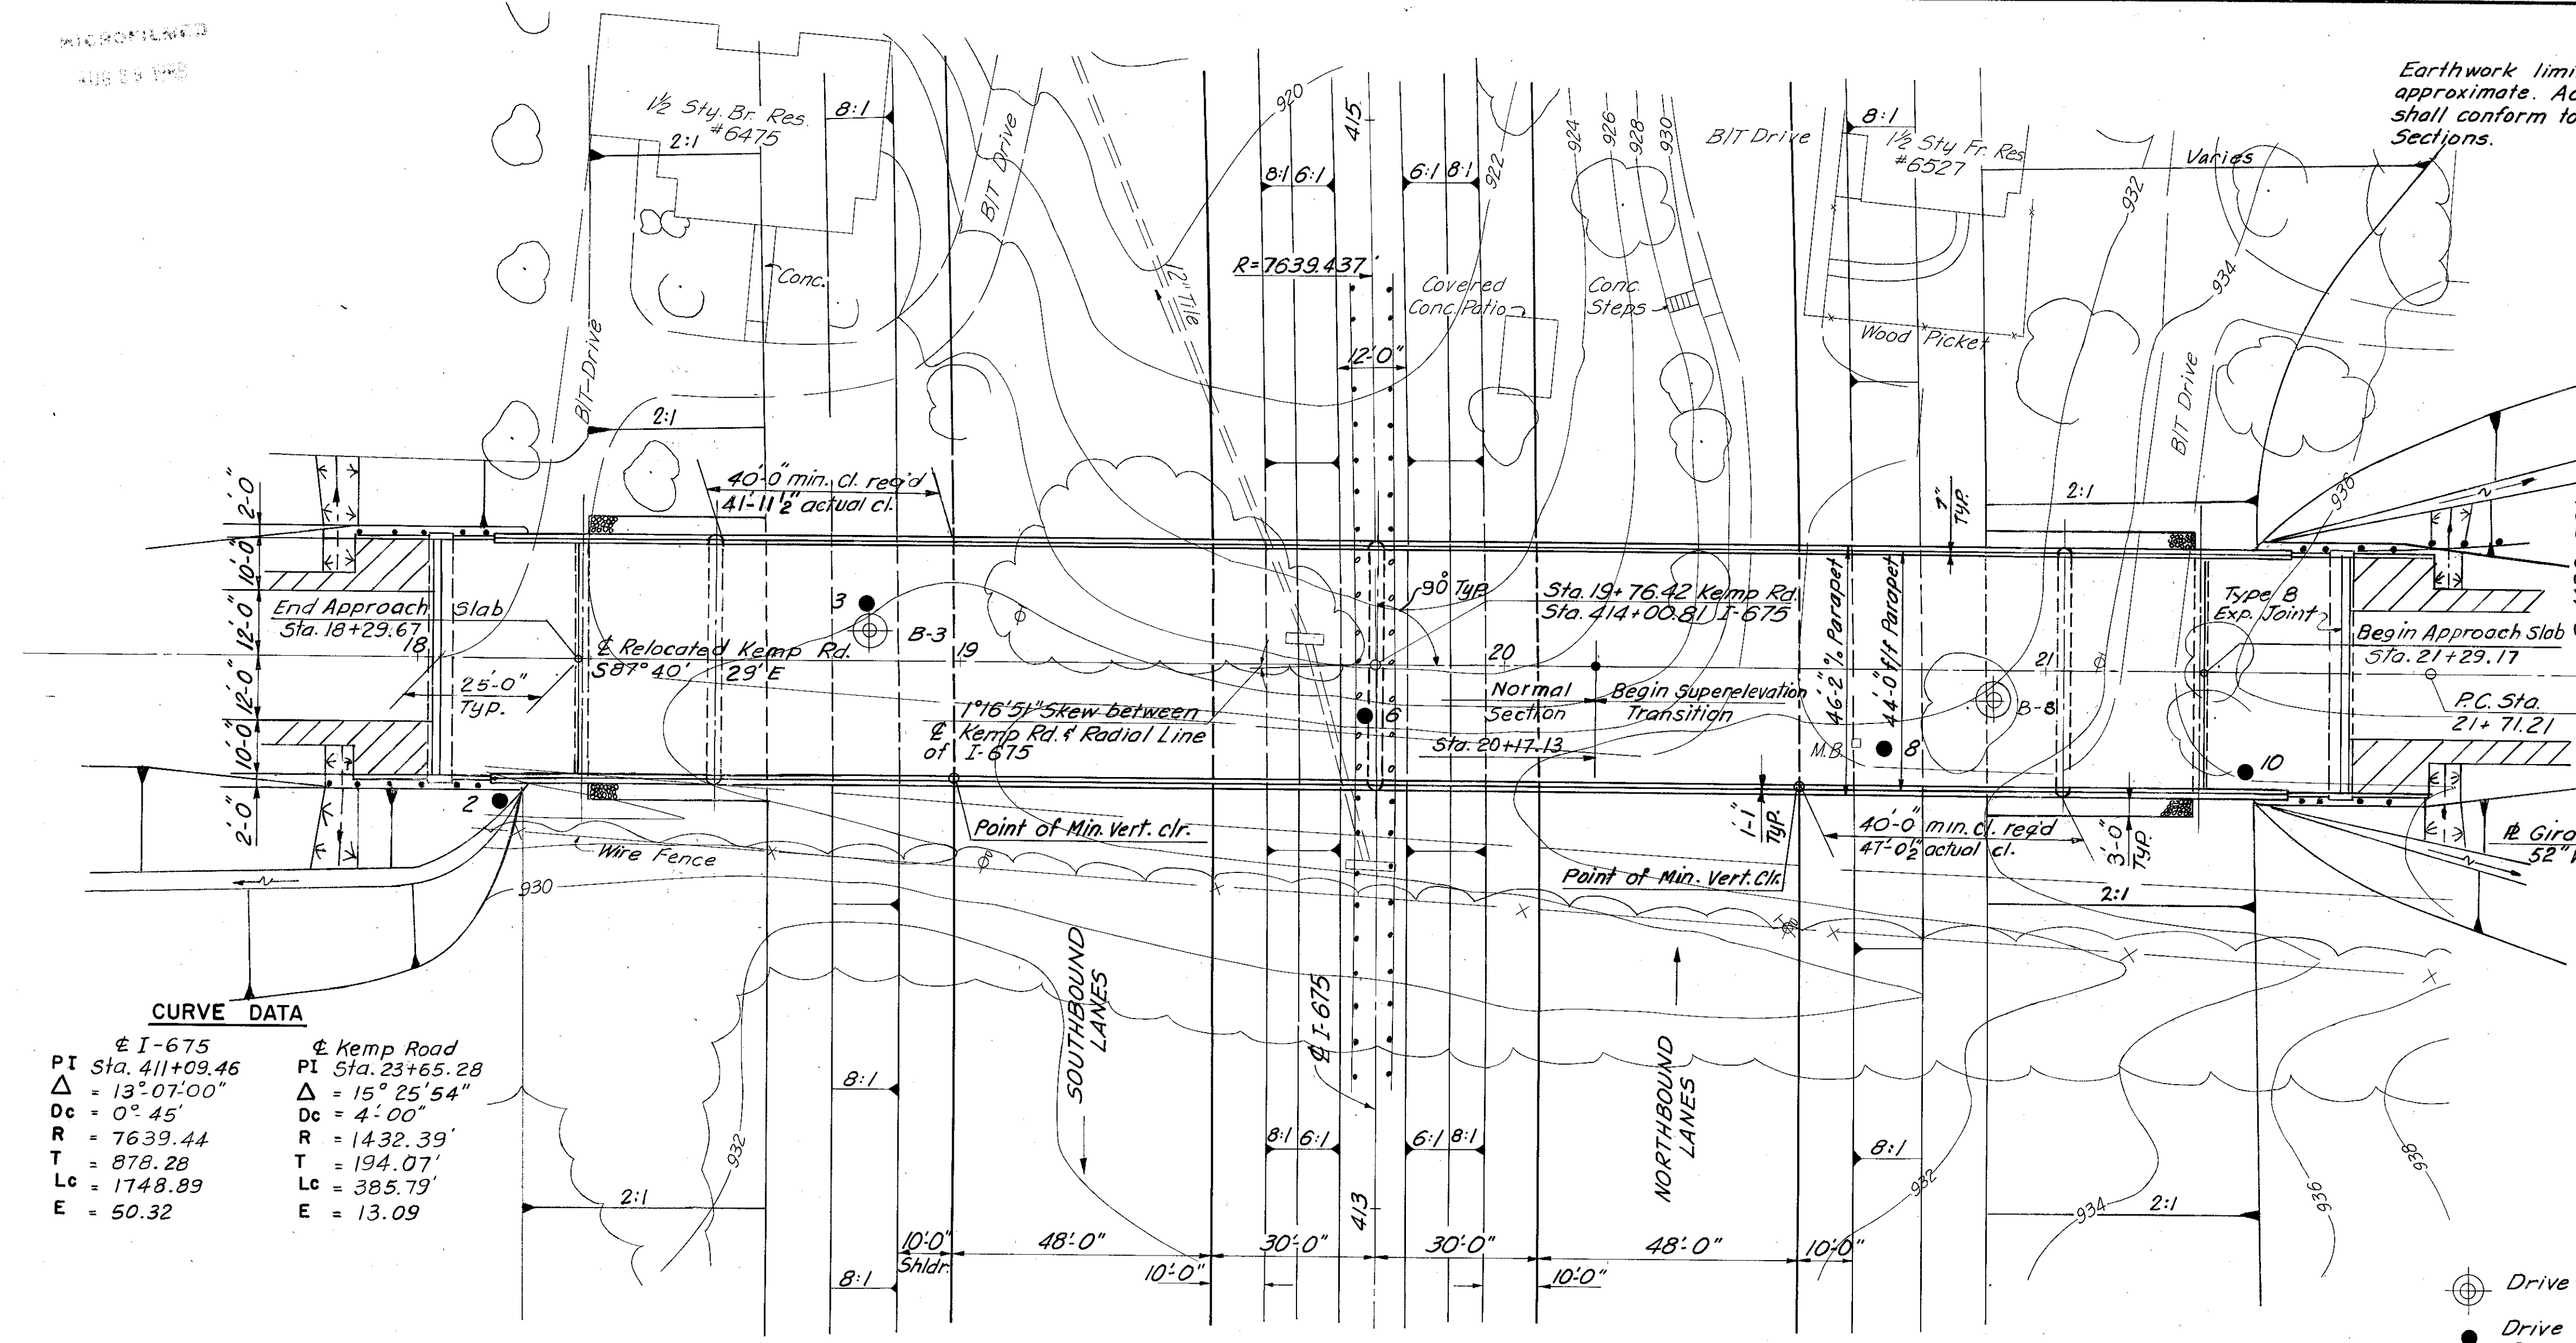 MICROFILMED
AUG 29
Earthwork limi
approximate. Ac
shall conform to
Sections.
1½ Sty. Br. Res.
#6475
2:1
8:1
BIT Drive
920
415
8:1 6:1
6:1 8:1
922
924
926
928
930
BIT Drive
8:1
1½ Sty Fr. Res
#6527
Varies
932
934
Conc.
12" Tile
R=7639.437'
Covered
Conc. Patio
Conc.
Steps
Wood Picket
BIT-Drive
12'-0"
BIT Drive
2:1
2'-0"
40'-0" min. cl. req'd
41'-11½" actual cl.
7"
TYP.
2:1
936
10'-0"
12'-0"
12'-0"
10'-0"
2'-0"
End Approach Slab
Sta. 18+29.67
18
25'-0"
TYP.
℄ Relocated Kemp Rd.
S87° 40' 29" E
3
B-3
19
90° Typ.
Sta. 19+76.42 Kemp Rd.
Sta. 414+00.81 I-675
20
Normal
Section
Begin Superelevation
Transition
Sta. 20+17.13
1°16'51" Skew between
℄ Kemp Rd. & Radial Line
of I-675
16
46'-2" % Parapet
44'-0" f/f Parapet
21
B-8
M.B.
8
Type B
Exp. Joint
Begin Approach Slab
Sta. 21+29.17
P.C. Sta.
21+71.21
10
2
Wire Fence
Point of Min. Vert. clr.
1'-1"
TYP.
40'-0" min. cl. req'd
47'-0½" actual cl.
3'-0"
TYP.
Point of Min. Vert. Clr.
℄ Giro
52"
930
2:1
SOUTHBOUND
LANES
℄ I-675
NORTHBOUND
LANES
CURVE DATA
℄ I-675
PI Sta. 411+09.46
Δ = 13°-07'-00"
Dc = 0°-45'
R = 7639.44
T = 878.28
Lc = 1748.89
E = 50.32
℄ Kemp Road
PI Sta. 23+65.28
Δ = 15° 25' 54"
Dc = 4°-00"
R = 1432.39'
T = 194.07'
Lc = 385.79'
E = 13.09
8:1
932
2:1
8:1 6:1
6:1 8:1
8:1
932
934
936
938
2:1
413
8:1
10'-0"
Shldr.
48'-0"
10'-0"
30'-0"
30'-0"
10'-0"
48'-0"
10'-0"
Drive
Drive